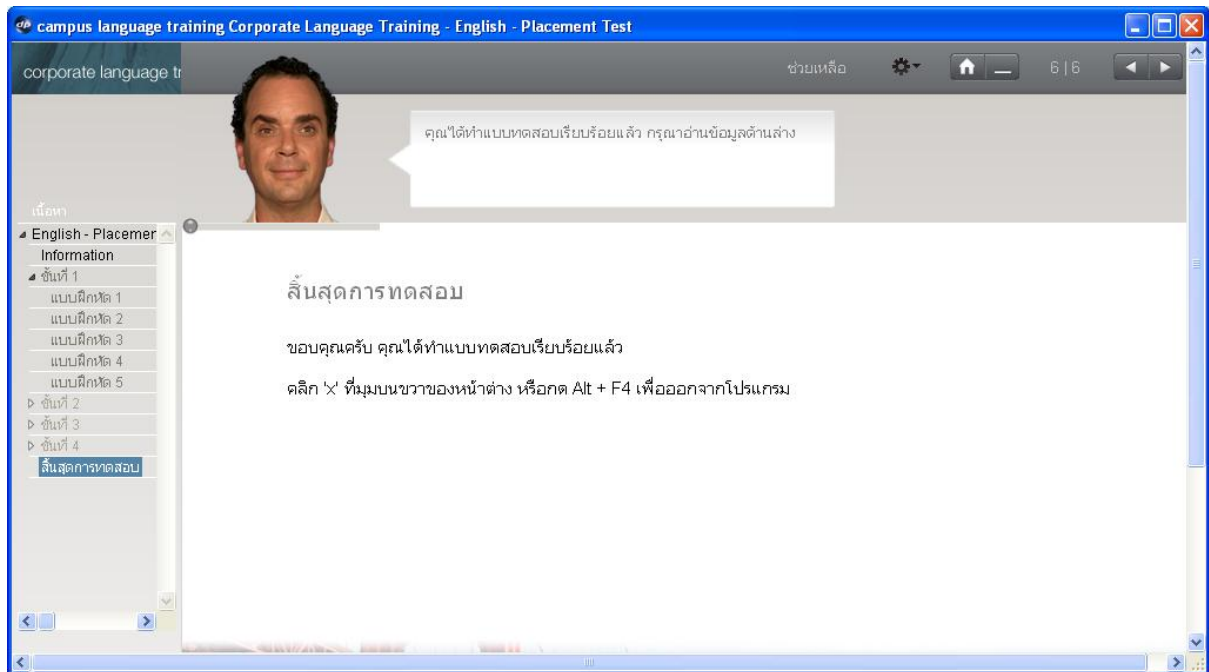 campus language training Corporate Language Training - English - Placement Test
corporate language tr
ช่วยเหลือ
6|6
คุณได้ทำแบบทดสอบเรียบร้อยแล้ว กรุณาอ่านข้อมูลด้านล่าง
เนื้อหา
English - Placemer
Information
ขั้นที่ 1
แบบฝึกหัด 1
แบบฝึกหัด 2
แบบฝึกหัด 3
แบบฝึกหัด 4
แบบฝึกหัด 5
ขั้นที่ 2
ขั้นที่ 3
ขั้นที่ 4
สิ้นสุดการทดสอบ
สิ้นสุดการทดสอบ
ขอบคุณครับ คุณได้ทำแบบทดสอบเรียบร้อยแล้ว
คลิก 'x' ที่มุมบนขวาของหน้าต่าง หรือกด Alt + F4 เพื่อออกจากโปรแกรม